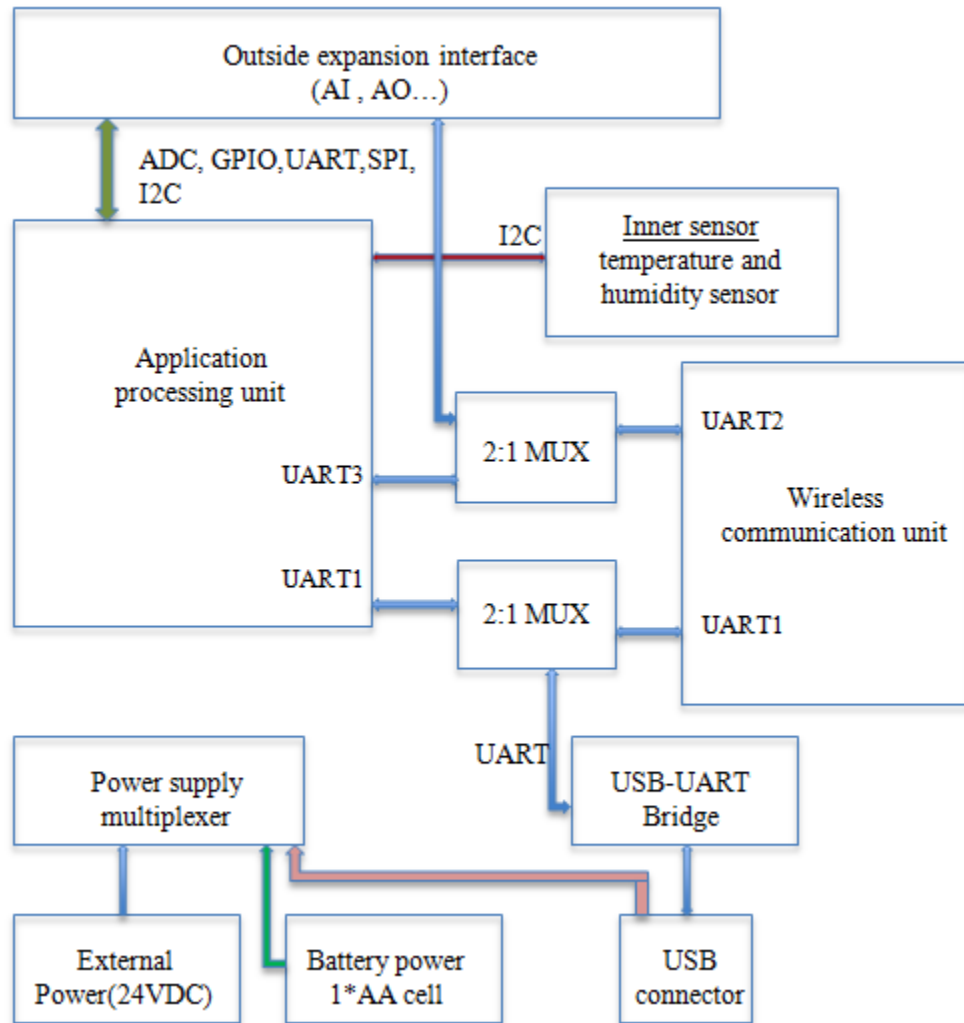 Outside expansion interface
(AI , AO…)
ADC, GPIO,UART,SPI,
I2C
I2C
Inner sensor
temperature and
humidity sensor
Application
processing unit
UART3
UART1
2:1 MUX
2:1 MUX
UART2
Wireless
communication unit
UART1
UART
Power supply
multiplexer
USB-UART
Bridge
External
Power(24VDC)
Battery power
1*AA cell
USB
connector